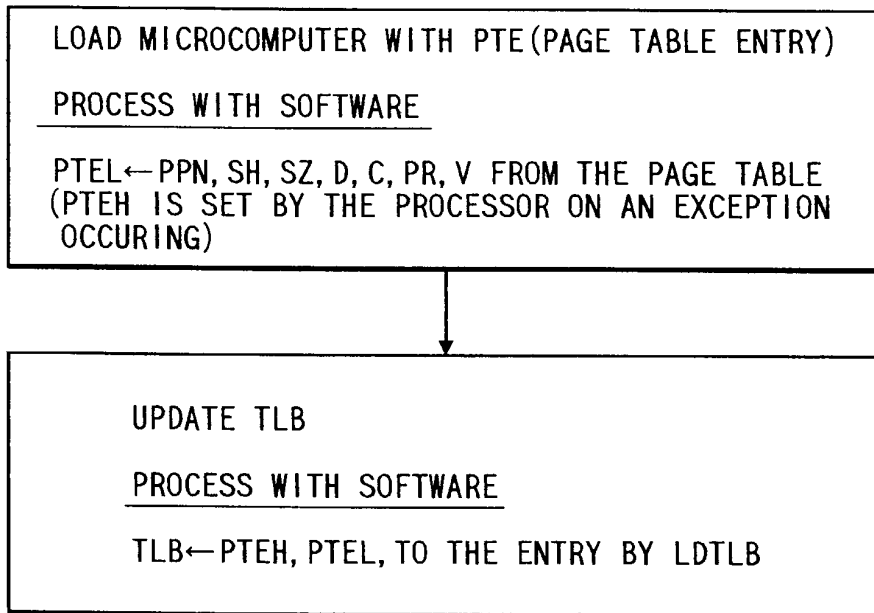 LOAD MICROCOMPUTER WITH PTE(PAGE TABLE ENTRY)
PROCESS WITH SOFTWARE
PTEL←PPN, SH, SZ, D, C, PR, V FROM THE PAGE TABLE
(PTEH IS SET BY THE PROCESSOR ON AN EXCEPTION
OCCURING)
UPDATE TLB
PROCESS WITH SOFTWARE
TLB←PTEH, PTEL, TO THE ENTRY BY LDTLB